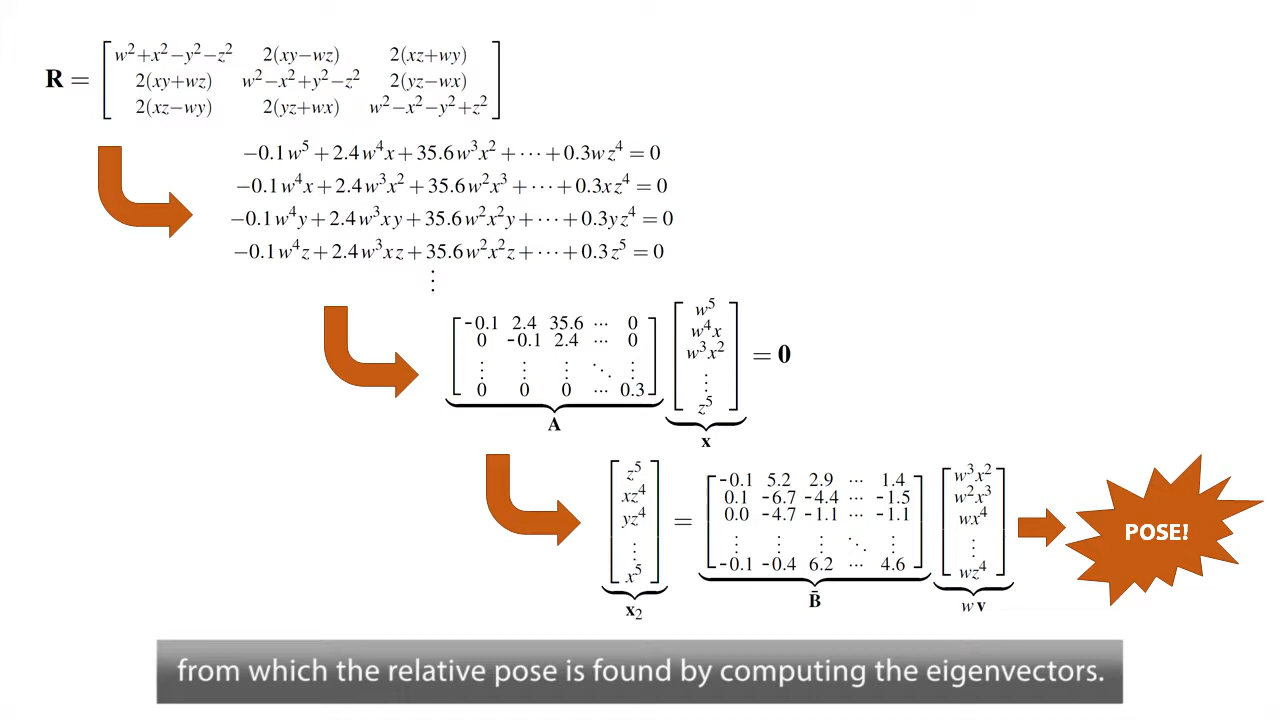 R = [ w²+x²−y²−z² 2(xy−wz) 2(xz+wy)
2(xy+wz) w²−x²+y²−z² 2(yz−wx)
2(xz−wy) 2(yz+wx) w²−x²−y²+z² ]
−0.1w⁵ + 2.4w⁴x + 35.6w³x² + ⋯ + 0.3wz⁴ = 0
−0.1w⁴x + 2.4w³x² + 35.6w²x³ + ⋯ + 0.3xz⁴ = 0
−0.1w⁴y + 2.4w³xy + 35.6w²x²y + ⋯ + 0.3yz⁴ = 0
−0.1w⁴z + 2.4w³xz + 35.6w²x²z + ⋯ + 0.3z⁵ = 0
⋮
[ -0.1 2.4 35.6 ⋯ 0
0 -0.1 2.4 ⋯ 0
⋮ ⋮ ⋮ ⋱ ⋮
0 0 0 ⋯ 0.3 ]
A
[ w⁵
w⁴x
w³x²
⋮
z⁵ ]
x
= 0
[ z⁵
xz⁴
yz⁴
⋮
x⁵ ]
x₂
=
[ -0.1 5.2 2.9 ⋯ 1.4
0.1 -6.7 -4.4 ⋯ -1.5
0.0 -4.7 -1.1 ⋯ -1.1
⋮ ⋮ ⋮ ⋱ ⋮
-0.1 -0.4 6.2 ⋯ 4.6 ]
B̄
[ w³x²
w²x³
wx⁴
⋮
wz⁴ ]
w v
POSE!
from which the relative pose is found by computing the eigenvectors.